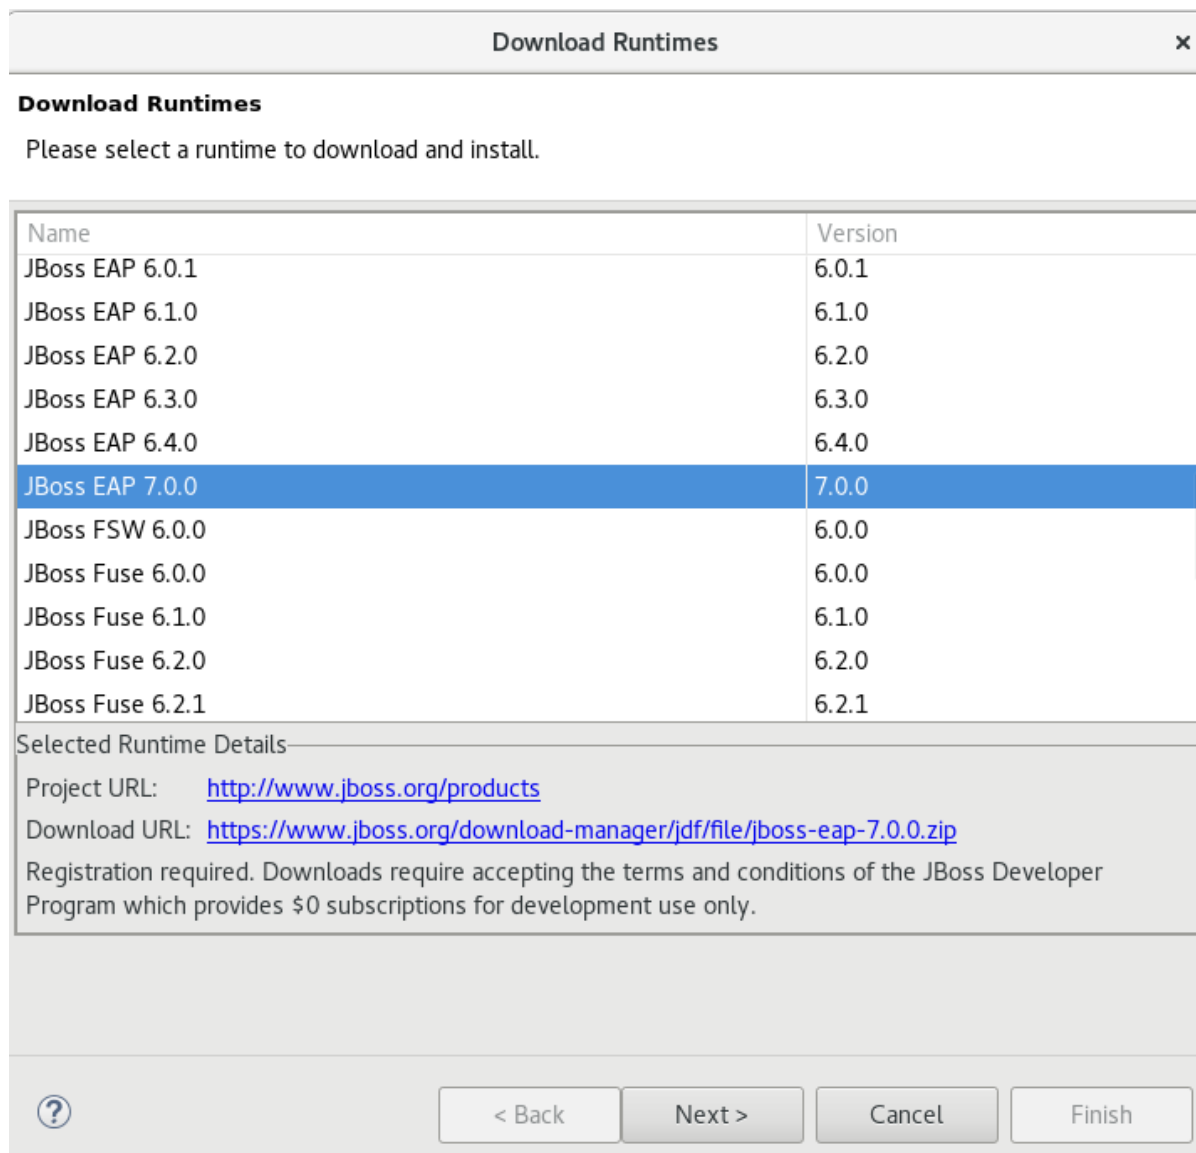 Download Runtimes ×
Download Runtimes
Please select a runtime to download and install.
Name Version
JBoss EAP 6.0.1 6.0.1
JBoss EAP 6.1.0 6.1.0
JBoss EAP 6.2.0 6.2.0
JBoss EAP 6.3.0 6.3.0
JBoss EAP 6.4.0 6.4.0
JBoss EAP 7.0.0 7.0.0
JBoss FSW 6.0.0 6.0.0
JBoss Fuse 6.0.0 6.0.0
JBoss Fuse 6.1.0 6.1.0
JBoss Fuse 6.2.0 6.2.0
JBoss Fuse 6.2.1 6.2.1
Selected Runtime Details
Project URL: http://www.jboss.org/products
Download URL: https://www.jboss.org/download-manager/jdf/file/jboss-eap-7.0.0.zip
Registration required. Downloads require accepting the terms and conditions of the JBoss Developer
Program which provides $0 subscriptions for development use only.
? < Back Next > Cancel Finish